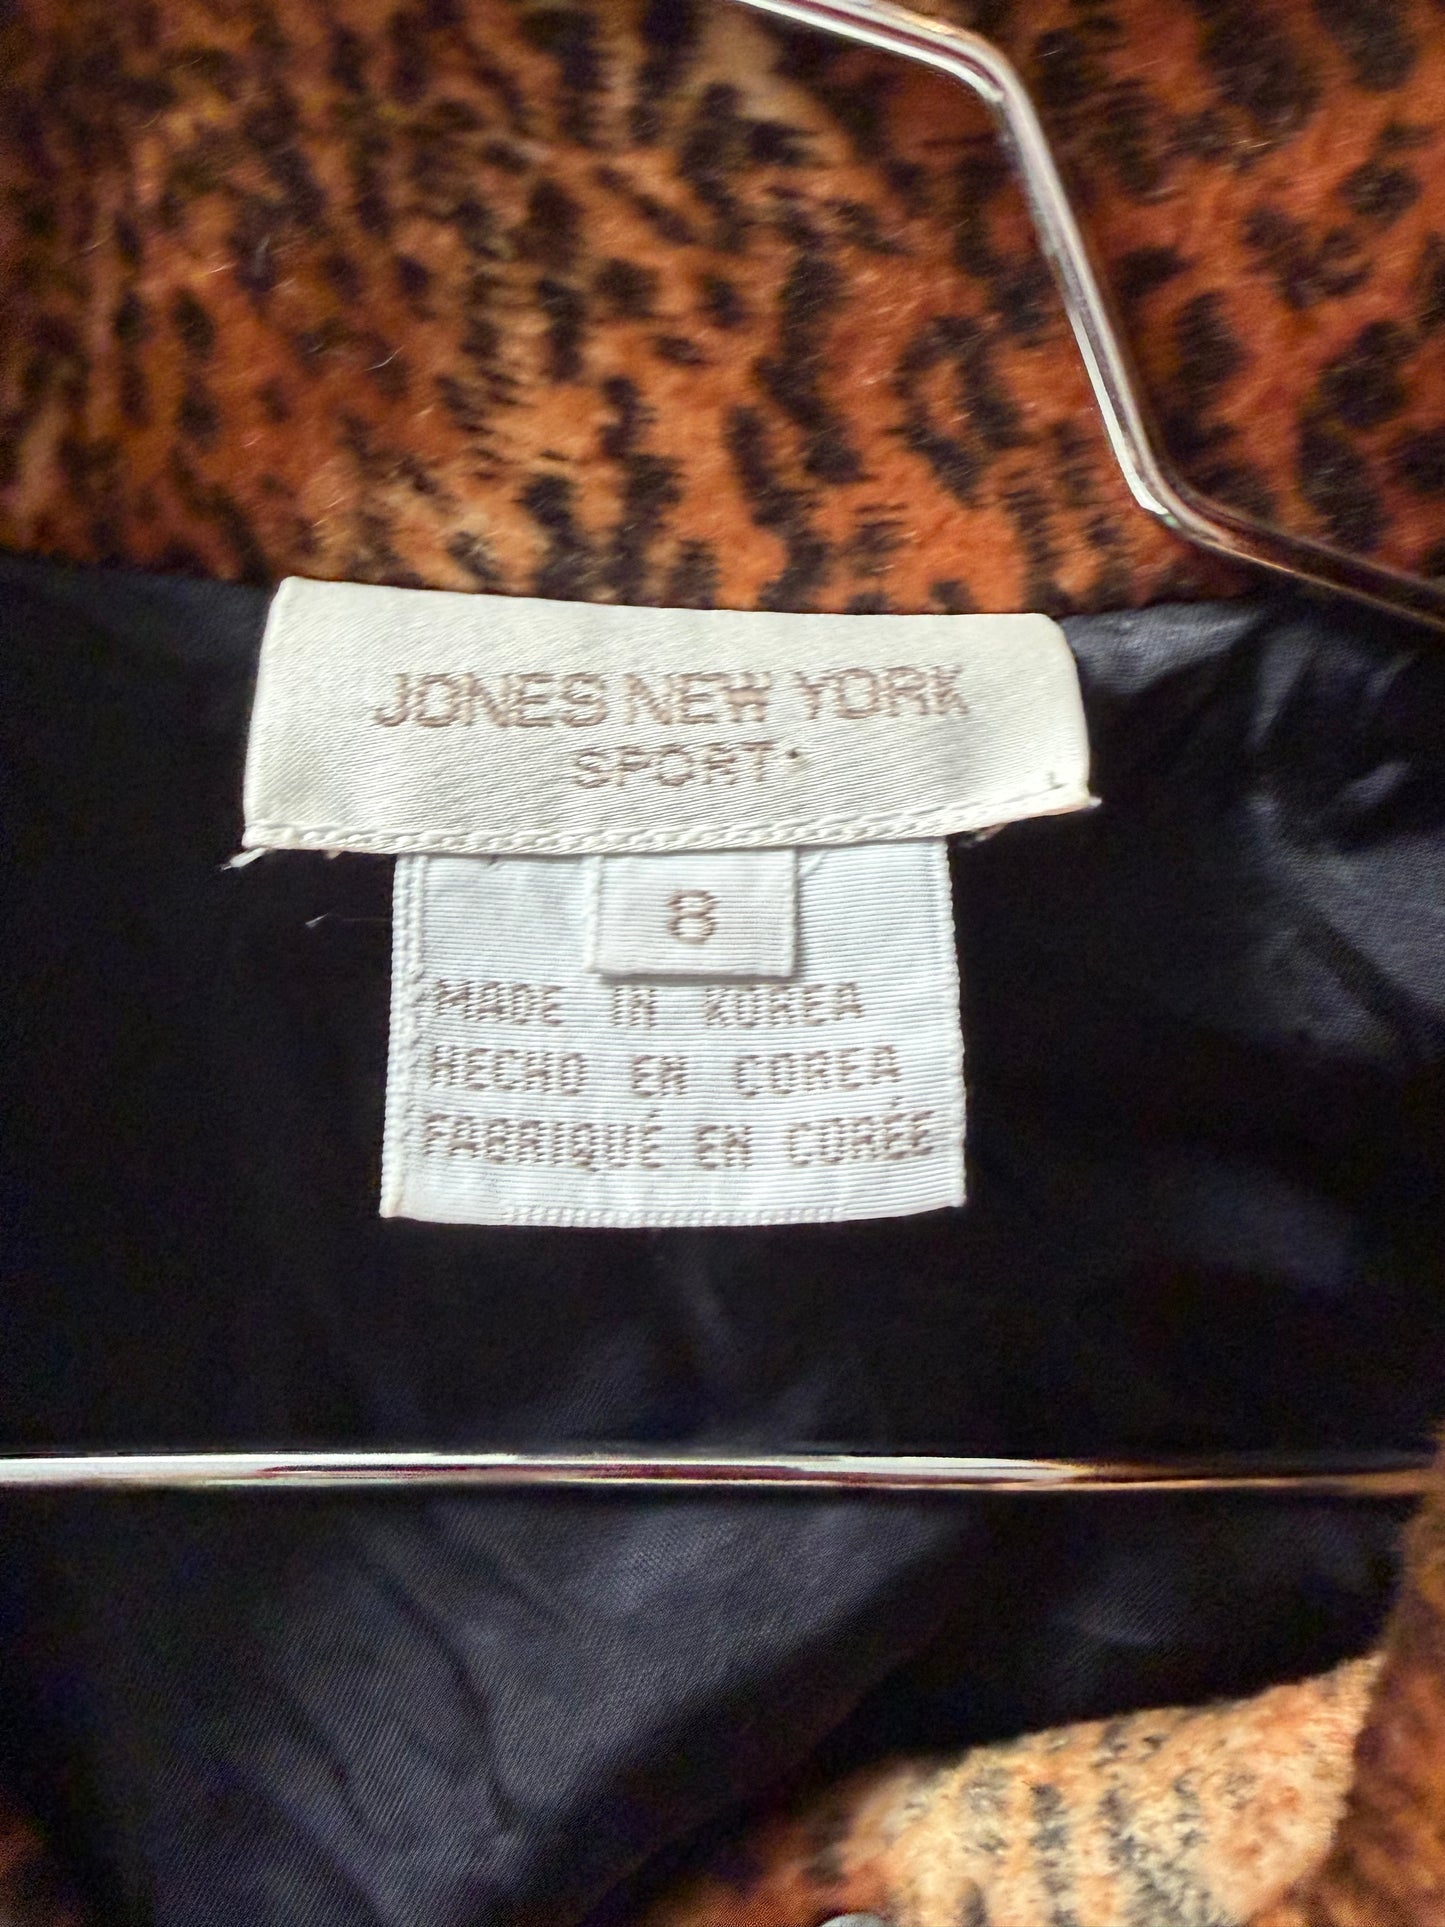 JONES NEW YORK
SPORT
8
MADE IN KOREA
HECHO EN COREA
FABRIQUÉ EN CORÉE